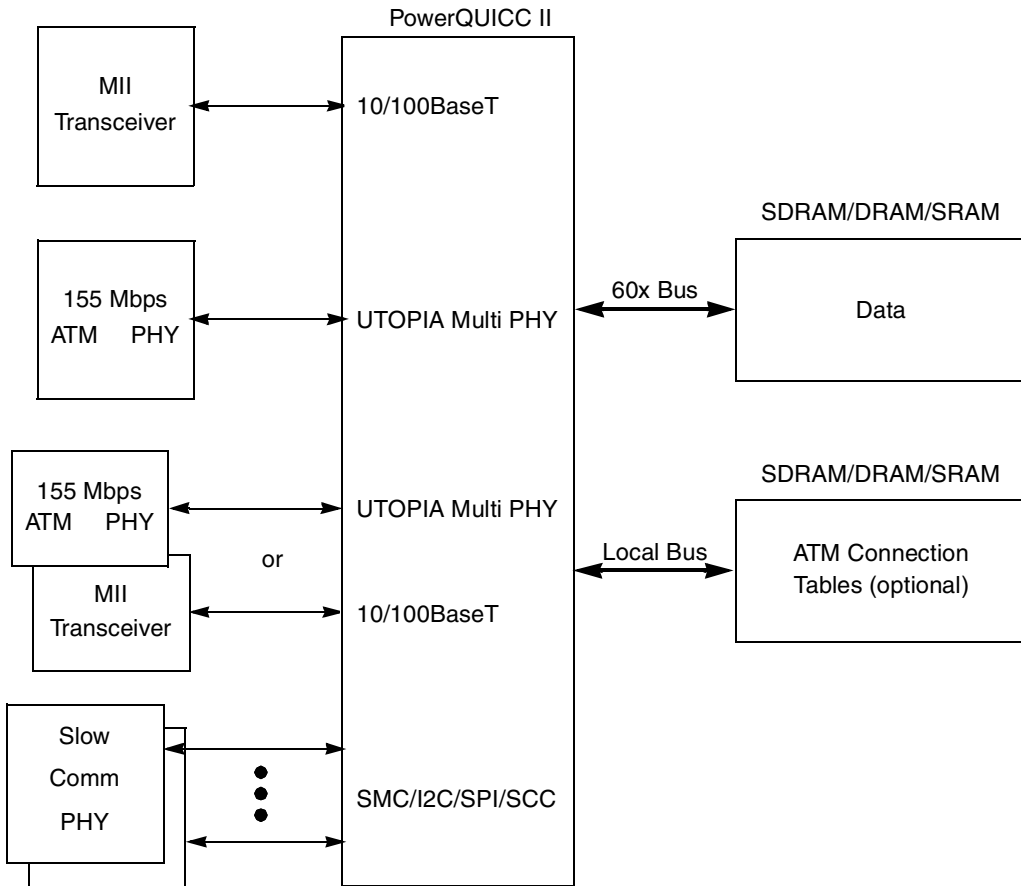 PowerQUICC II
MII
Transceiver
10/100BaseT
SDRAM/DRAM/SRAM
155 Mbps
ATM PHY
UTOPIA Multi PHY
60x Bus
Data
155 Mbps
ATM PHY
UTOPIA Multi PHY
SDRAM/DRAM/SRAM
or
Local Bus
ATM Connection
Tables (optional)
MII
Transceiver
10/100BaseT
Slow
Comm
PHY
SMC/I2C/SPI/SCC